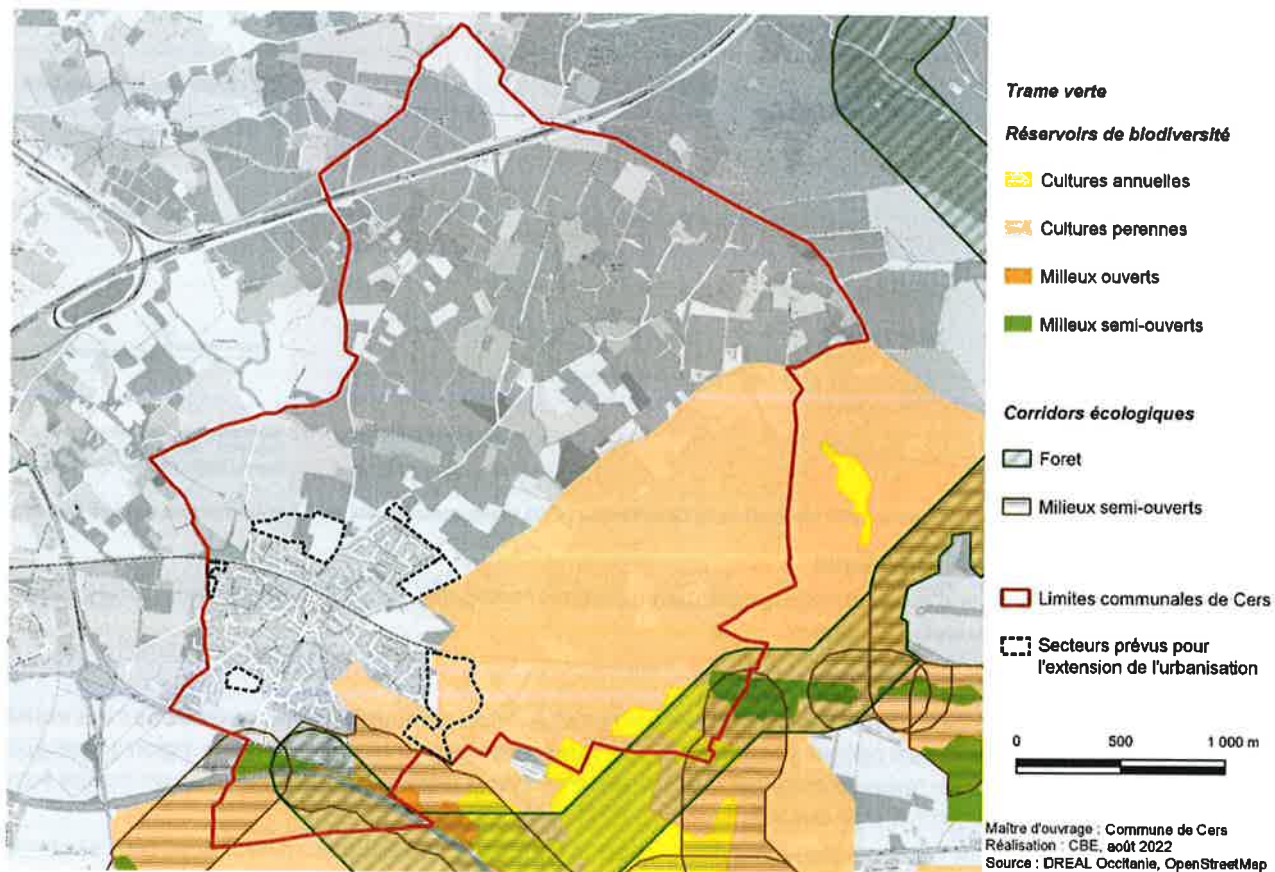 Trame verte
Réservoirs de biodiversité
Cultures annuelles
Cultures perennes
Milieux ouverts
Milieux semi-ouverts
Corridors écologiques
Foret
Milieux semi-ouverts
Limites communales de Cers
Secteurs prévus pour
l'extension de l'urbanisation
0 500 1 000 m
Maître d'ouvrage : Commune de Cers
Réalisation : CBE, août 2022
Source : DREAL Occitanie, OpenStreetMap